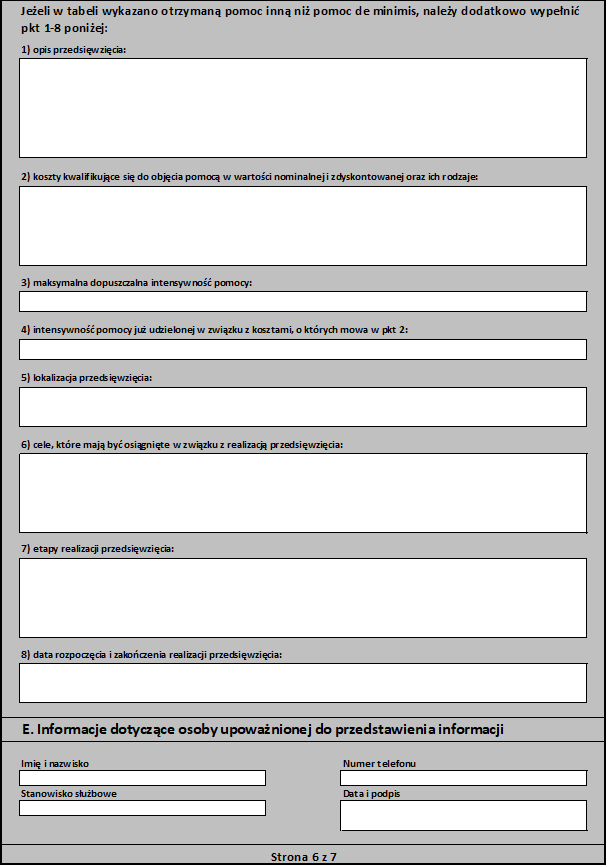 Jeżeli w tabeli wykazano otrzymaną pomoc inną niż pomoc de minimis, należy dodatkowo wypełnić
pkt 1-8 poniżej:
1) opis przedsięwzięcia:
2) koszty kwalifikujące się do objęcia pomocą w wartości nominalnej i zdyskontowanej oraz ich rodzaje:
3) maksymalna dopuszczalna intensywność pomocy:
4) intensywność pomocy już udzielonej w związku z kosztami, o których mowa w pkt 2:
5) lokalizacja przedsięwzięcia:
6) cele, które mają być osiągnięte w związku z realizacją przedsięwzięcia:
7) etapy realizacji przedsięwzięcia:
8) data rozpoczęcia i zakończenia realizacji przedsięwzięcia:
E. Informacje dotyczące osoby upoważnionej do przedstawienia informacji
Imię i nazwisko
Numer telefonu
Stanowisko służbowe
Data i podpis
Strona 6 z 7